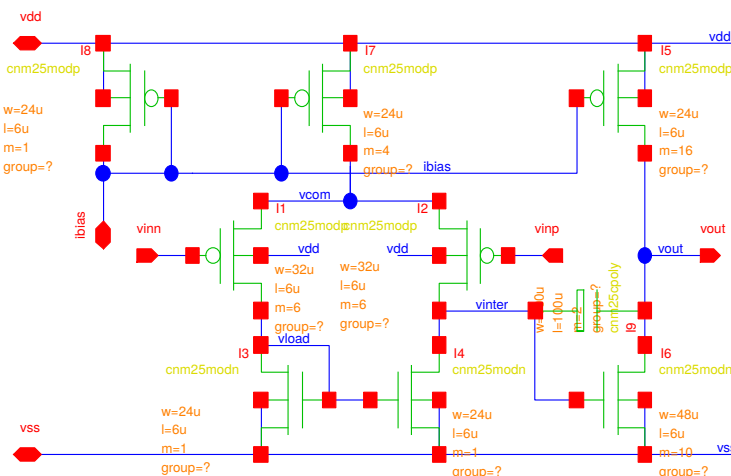 vdd
I8
I7
I5
vdd
cnm25modp
cnm25modp
cnm25modp
w=24u
l=6u
m=1
group=?
w=24u
l=6u
m=4
group=?
w=24u
l=6u
m=16
group=?
ibias
ibias
vcom
I1
I2
cnm25modp
cnm25modp
vinn
vinp
vdd
vdd
vout
vout
w=32u
l=6u
m=6
group=?
w=32u
l=6u
m=6
group=?
vinter
l=100u
m=2
group=?
cnm25cpoly
I9
vload
I3
I4
I6
cnm25modn
cnm25modn
cnm25modn
w=24u
l=6u
m=1
group=?
w=24u
l=6u
m=1
group=?
w=48u
l=6u
m=10
group=?
vss